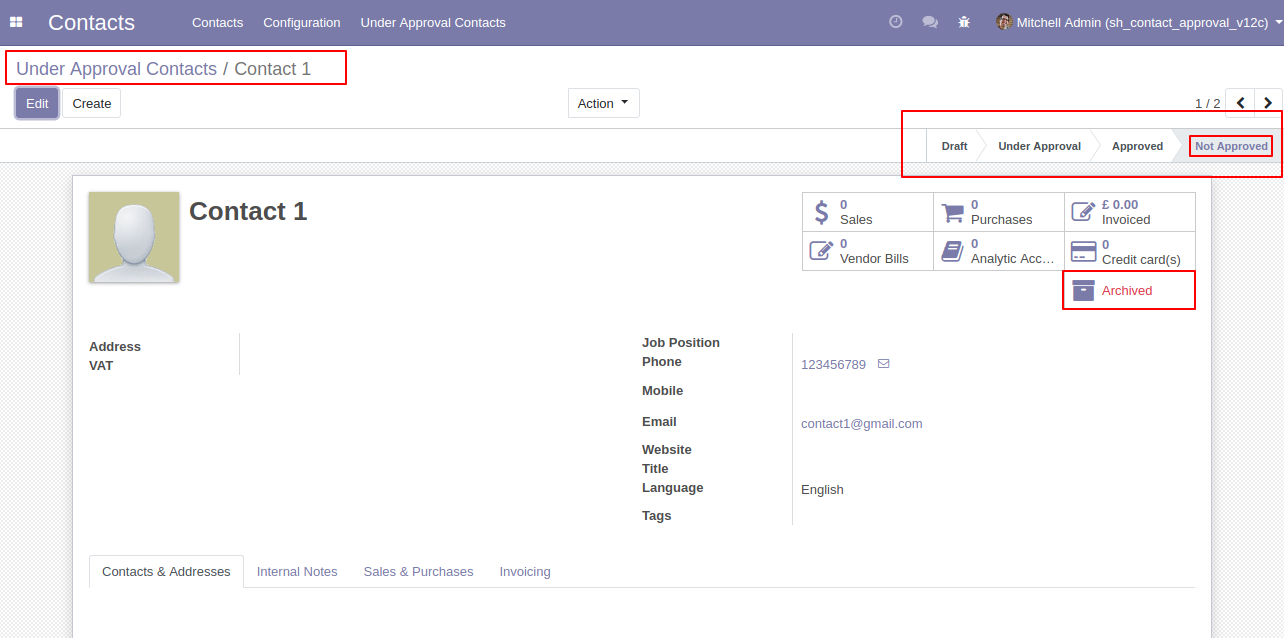 Contacts Contacts Configuration Under Approval Contacts Mitchell Admin (sh_contact_approval_v12c)
Under Approval Contacts / Contact 1
Edit Create Action 1 / 2
Draft Under Approval Approved Not Approved
Contact 1
0 Sales
0 Purchases
£ 0.00 Invoiced
0 Vendor Bills
0 Analytic Acc...
0 Credit card(s)
Archived
Address
VAT
Job Position
Phone 123456789
Mobile
Email contact1@gmail.com
Website
Title
Language English
Tags
Contacts & Addresses Internal Notes Sales & Purchases Invoicing